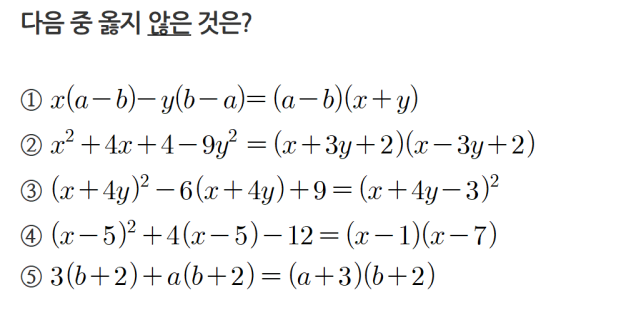 다음 중 옳지 않은 것은?
① x(a−b)−y(b−a)=(a−b)(x+y)
② x²+4x+4−9y²=(x+3y+2)(x−3y+2)
③ (x+4y)²−6(x+4y)+9=(x+4y−3)²
④ (x−5)²+4(x−5)−12=(x−1)(x−7)
⑤ 3(b+2)+a(b+2)=(a+3)(b+2)